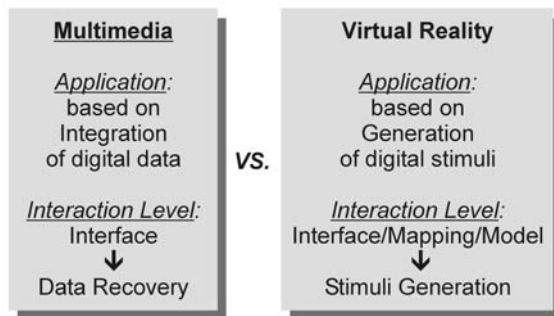 Multimedia
Application:
based on
Integration
of digital data
Interaction Level:
Interface
↓
Data Recovery
VS.
Virtual Reality
Application:
based on
Generation
of digital stimuli
Interaction Level:
Interface/Mapping/Model
↓
Stimuli Generation